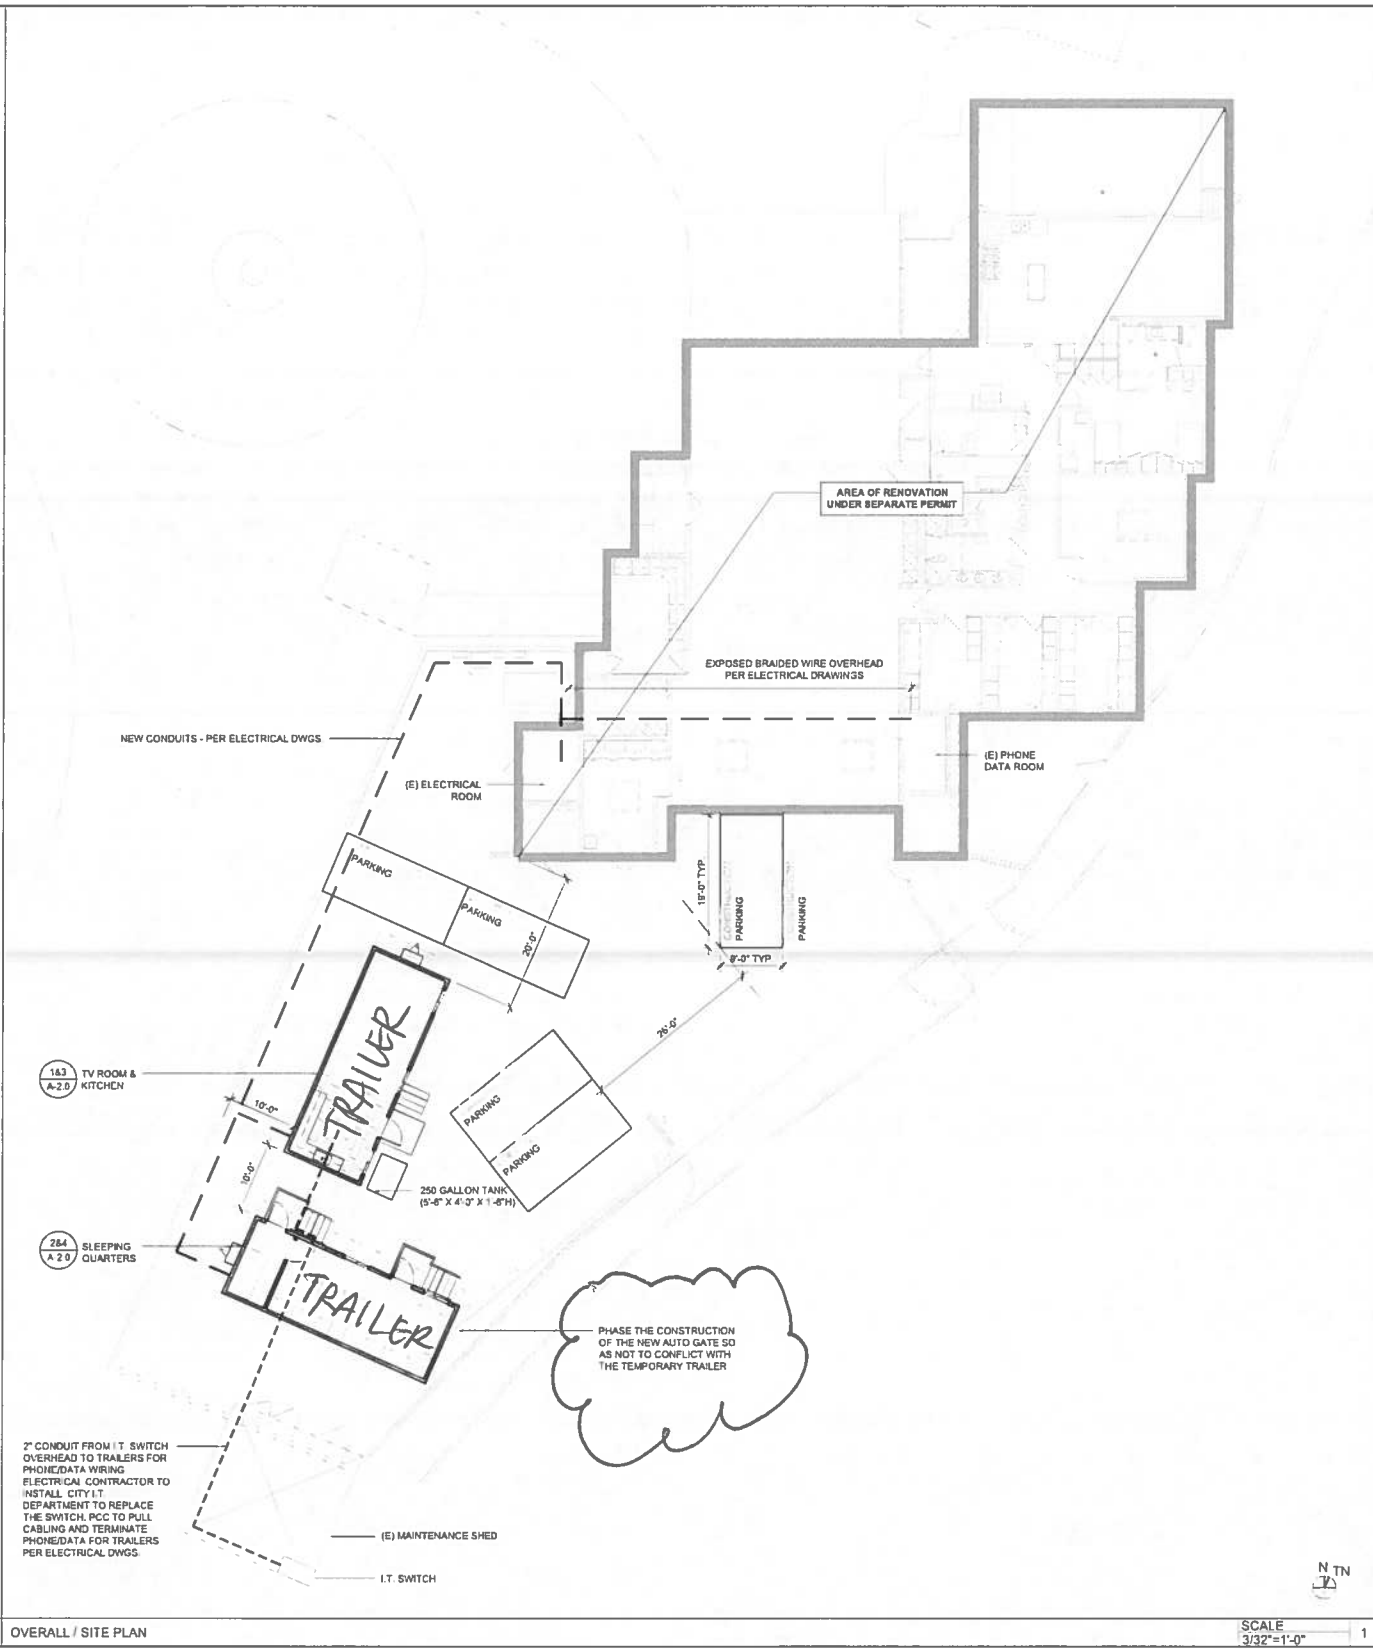 AREA OF RENOVATION
UNDER SEPARATE PERMIT
EXPOSED BRAIDED WIRE OVERHEAD
PER ELECTRICAL DRAWINGS
NEW CONDUITS - PER ELECTRICAL DWGS
(E) ELECTRICAL
ROOM
(E) PHONE
DATA ROOM
PARKING
PARKING
20'-0"
CONSTRUCTION
PARKING
PARKING
9'-0" TYP
26'-0"
TRAILER
1&3
A-2.0
TV ROOM &
KITCHEN
10'-0"
10'-0"
PARKING
PARKING
250 GALLON TANK
2&4
A 2 0
SLEEPING
QUARTERS
TRAILER
PHASE THE CONSTRUCTION
OF THE NEW AUTO GATE SO
AS NOT TO CONFLICT WITH
THE TEMPORARY TRAILER
2" CONDUIT FROM I.T. SWITCH
OVERHEAD TO TRAILERS FOR
PHONE/DATA WIRING
ELECTRICAL CONTRACTOR TO
INSTALL CITY I.T.
DEPARTMENT TO REPLACE
THE SWITCH. PCC TO PULL
CABLING AND TERMINATE
PHONE/DATA FOR TRAILERS
PER ELECTRICAL DWGS.
(E) MAINTENANCE SHED
I.T. SWITCH
N TN
OVERALL / SITE PLAN
SCALE
3/32"=1'-0"
1